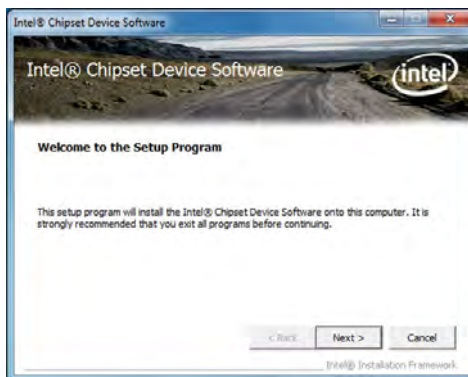 Intel® Chipset Device Software
Intel® Chipset Device Software
intel
Welcome to the Setup Program
This setup program will install the Intel® Chipset Device Software onto this computer. It is
strongly recommended that you exit all programs before continuing.
< Back Next > Cancel
Intel® Installation Framework